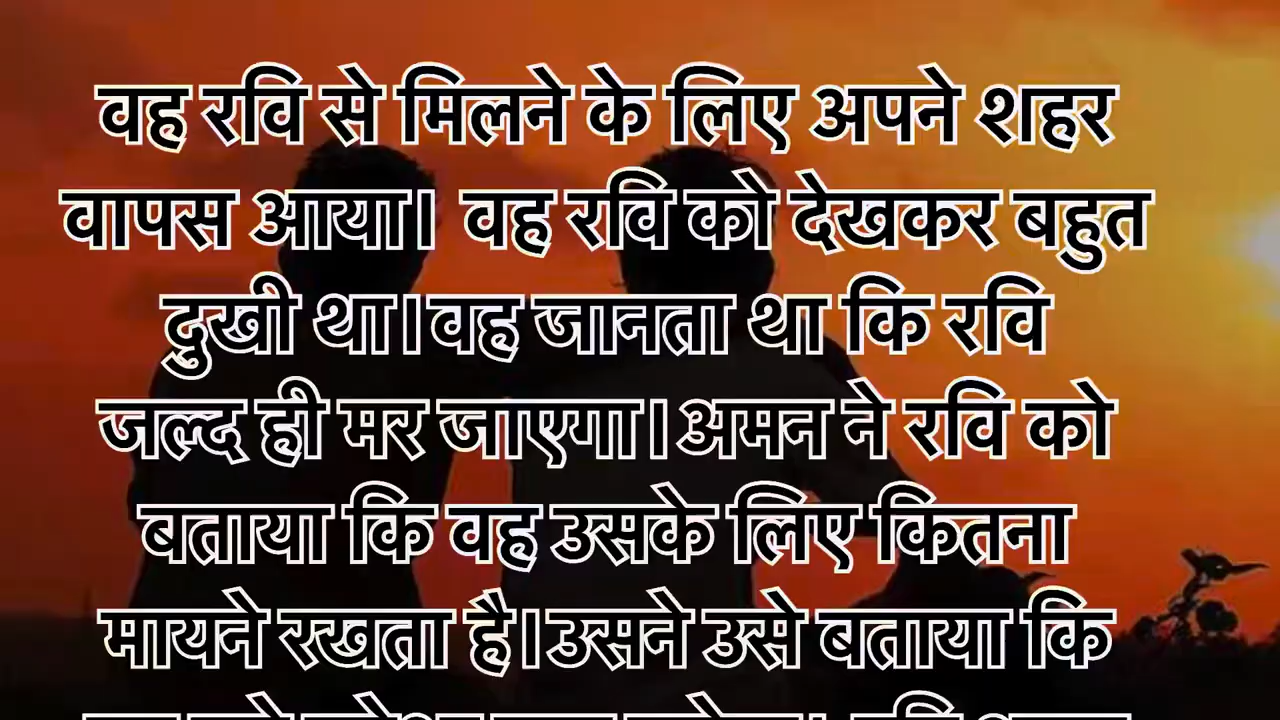 वह रवि से मिलने के लिए अपने शहर
वापस आया। वह रवि को देखकर बहुत
दुखी था।वह जानता था कि रवि
जल्द ही मर जाएगा।अमन ने रवि को
बताया कि वह उसके लिए कितना
मायने रखता है।उसने उसे बताया कि